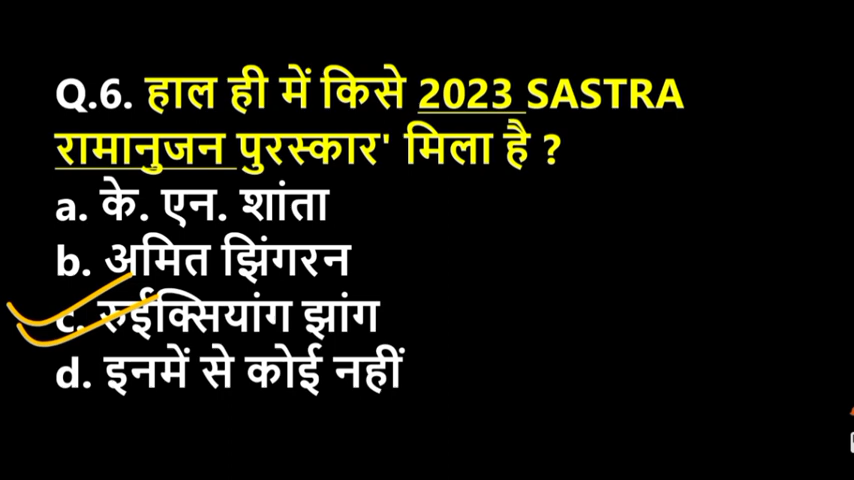 Q.6. हाल ही में किसे 2023 SASTRA
रामानुजन पुरस्कार' मिला है ?
a. के. एन. शांता
b. अमित झिंगरन
c. रुईक्सियांग झांग
d. इनमें से कोई नहीं